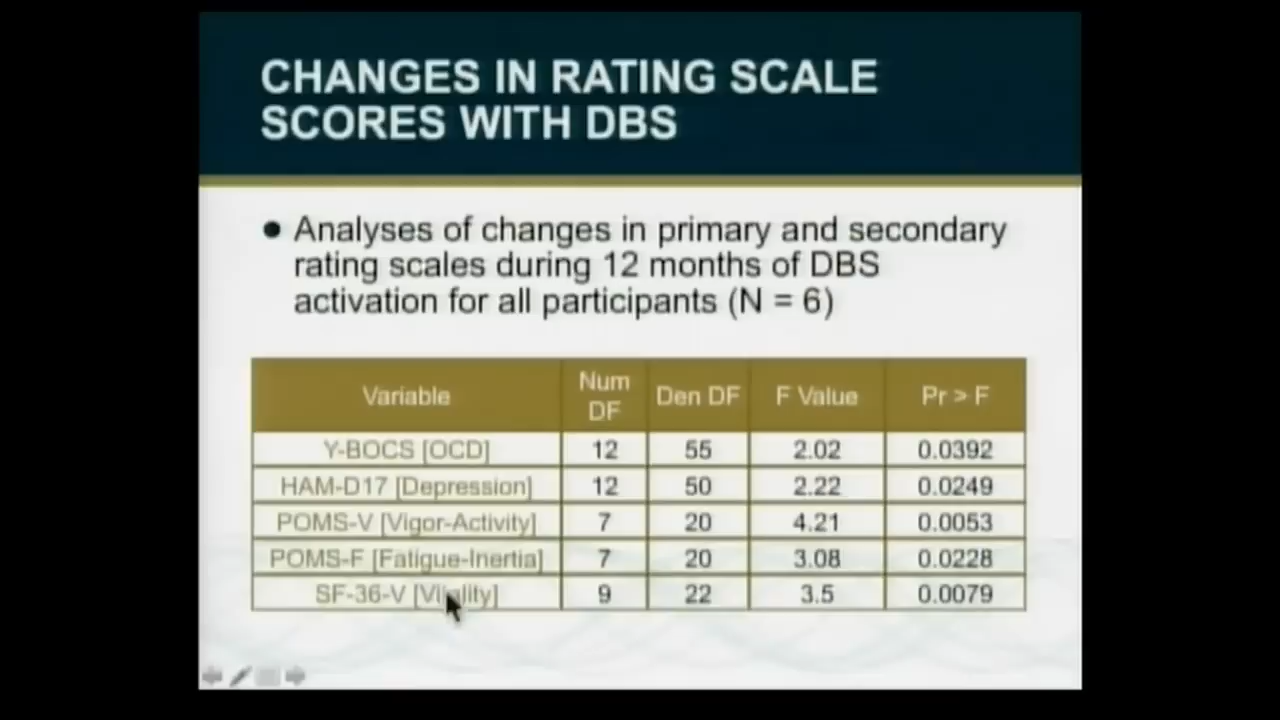 CHANGES IN RATING SCALE
SCORES WITH DBS
● Analyses of changes in primary and secondary
rating scales during 12 months of DBS
activation for all participants (N = 6)
Variable Num DF Den DF F Value Pr > F
Y-BOCS [OCD] 12 55 2.02 0.0392
HAM-D17 [Depression] 12 50 2.22 0.0249
POMS-V [Vigor-Activity] 7 20 4.21 0.0053
POMS-F [Fatigue-Inertia] 7 20 3.08 0.0228
SF-36-V [Vitality] 9 22 3.5 0.0079